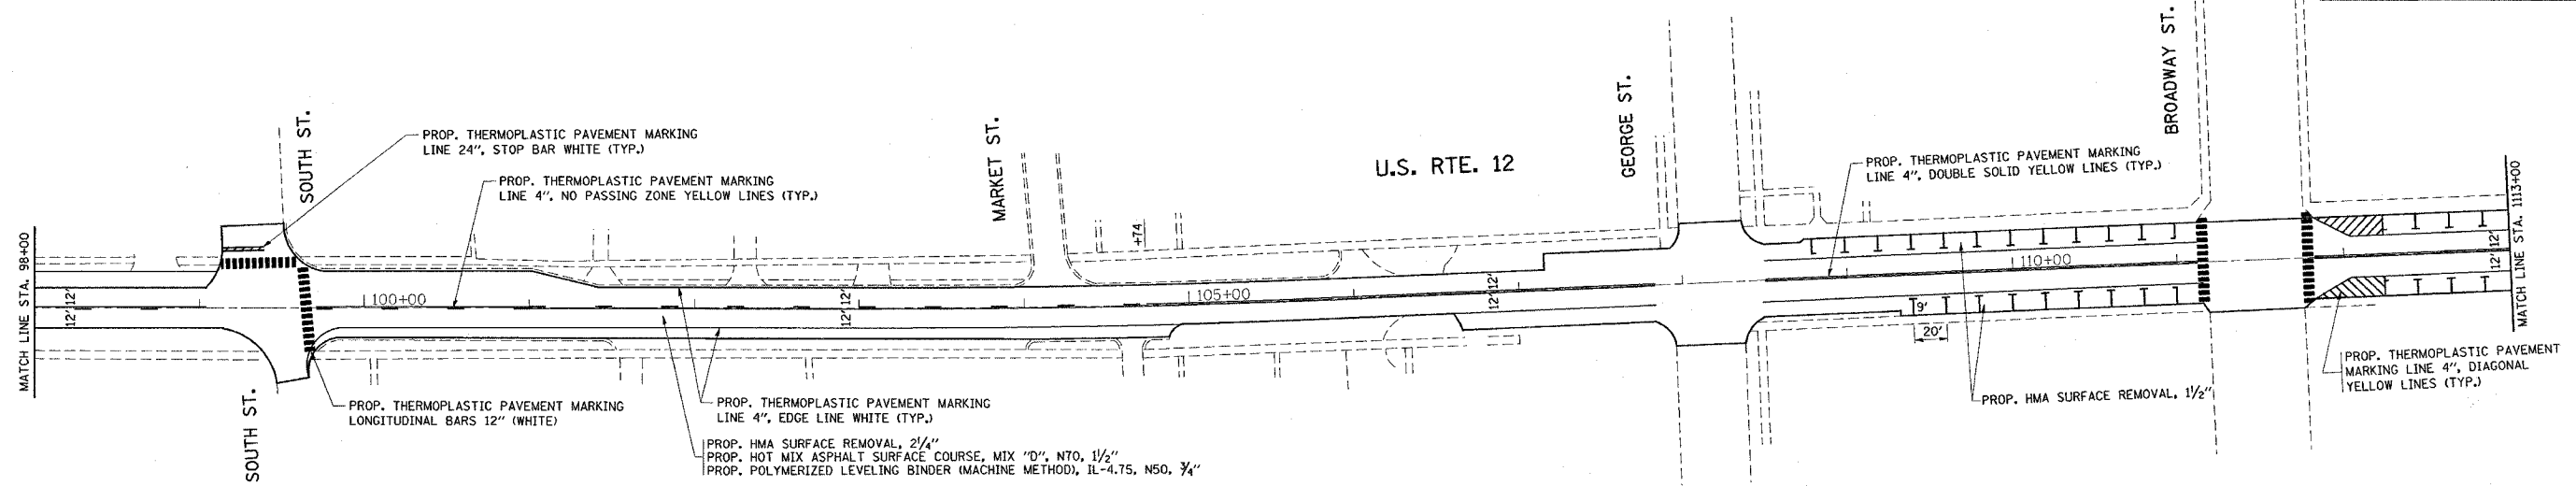 MATCH LINE STA. 98+00
12' 12'
SOUTH ST.
SOUTH ST.
PROP. THERMOPLASTIC PAVEMENT MARKING
LINE 24", STOP BAR WHITE (TYP.)
PROP. THERMOPLASTIC PAVEMENT MARKING
LINE 4", NO PASSING ZONE YELLOW LINES (TYP.)
100+00
PROP. THERMOPLASTIC PAVEMENT MARKING
LONGITUDINAL BARS 12" (WHITE)
12' 12'
PROP. THERMOPLASTIC PAVEMENT MARKING
LINE 4", EDGE LINE WHITE (TYP.)
PROP. HMA SURFACE REMOVAL, 2¼"
PROP. HOT MIX ASPHALT SURFACE COURSE, MIX "D", N70, 1½"
PROP. POLYMERIZED LEVELING BINDER (MACHINE METHOD), IL-4.75, N50, ¾"
MARKET ST.
+74
105+00
U.S. RTE. 12
12' 12'
GEORGE ST.
PROP. THERMOPLASTIC PAVEMENT MARKING
LINE 4", DOUBLE SOLID YELLOW LINES (TYP.)
110+00
9'
20'
PROP. HMA SURFACE REMOVAL, 1½"
BROADWAY ST.
12' 12'
MATCH LINE STA. 1113+00
PROP. THERMOPLASTIC PAVEMENT
MARKING LINE 4", DIAGONAL
YELLOW LINES (TYP.)